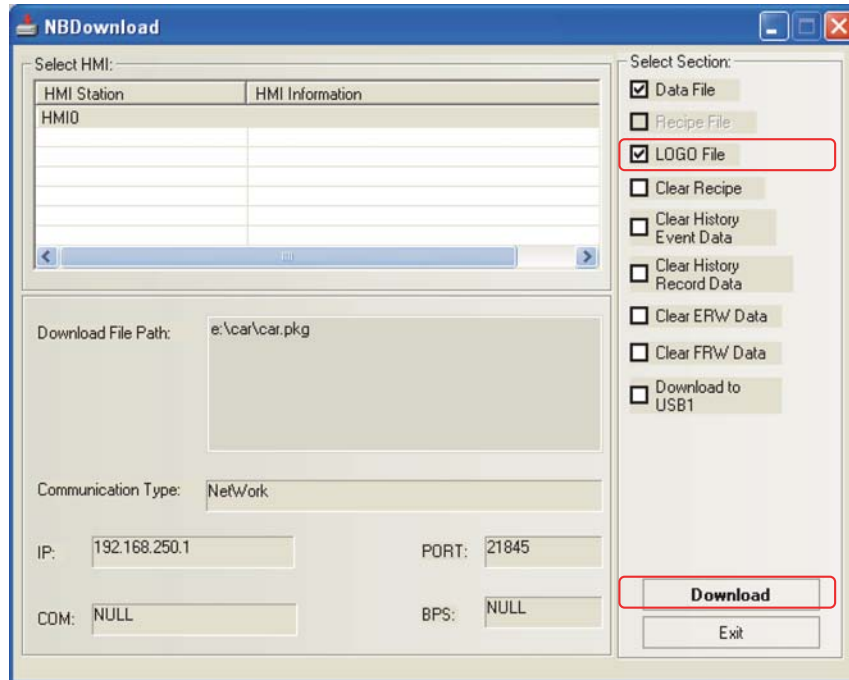 NBDownload
Select HMI:
HMI Station HMI Information
HMI0
Download File Path: e:\car\car.pkg
Communication Type: NetWork
IP: 192.168.250.1 PORT: 21845
COM: NULL BPS: NULL
Select Section:
Data File
Recipe File
LOGO File
Clear Recipe
Clear History
Event Data
Clear History
Record Data
Clear ERW Data
Clear FRW Data
Download to
USB1
Download
Exit